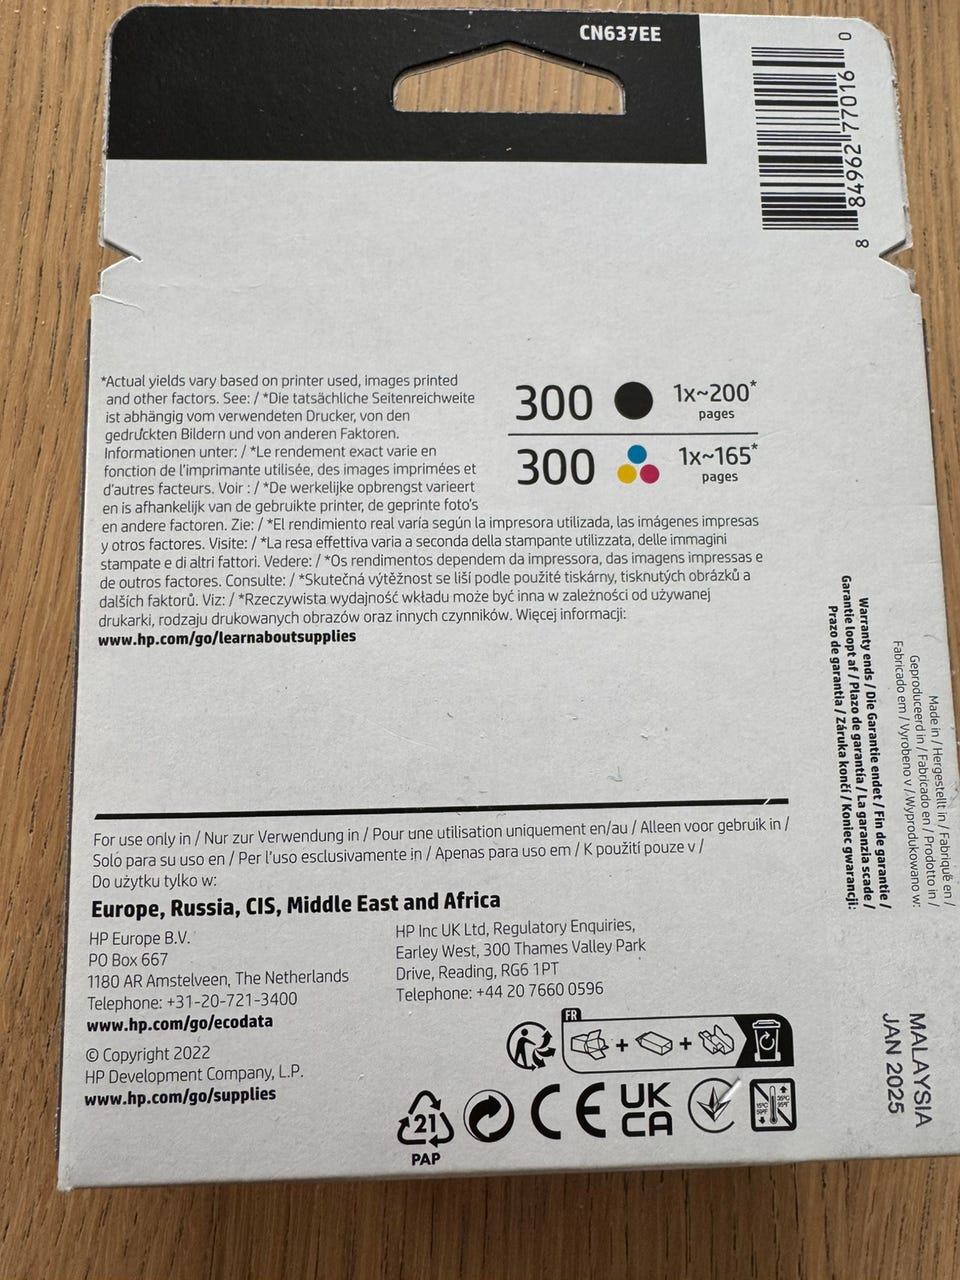 CN637EE
8 84962 77016 0
*Actual yields vary based on printer used, images printed
and other factors. See: / *Die tatsächliche Seitenreichweite
ist abhängig vom verwendeten Drucker, von den
gedruckten Bildern und von anderen Faktoren.
Informationen unter: / *Le rendement exact varie en
fonction de l'imprimante utilisée, des images imprimées et
d'autres facteurs. Voir : / *De werkelijke opbrengst varieert
en is afhankelijk van de gebruikte printer, de geprinte foto's
en andere factoren. Zie: / *El rendimiento real varía según la impresora utilizada, las imágenes impresas
y otros factores. Visite: / *La resa effettiva varia a seconda della stampante utilizzata, delle immagini
stampate e di altri fattori. Vedere: / *Os rendimentos dependem da impressora, das imagens impressas e
de outros factores. Consulte: / *Skutečná výtěžnost se liší podle použité tiskárny, tisknutých obrázků a
dalších faktorů. Viz: / *Rzeczywista wydajność wkładu może być inna w zależności od używanej
drukarki, rodzaju drukowanych obrazów oraz innych czynników. Więcej informacji:
www.hp.com/go/learnaboutsupplies
300 1x~200*
pages
300 1x~165*
pages
Made in / Hergestellt in / Fabriqué en /
Geproduceerd in / Fabricado en / Prodotto in /
Fabricado em / Vyrobeno v / Wyprodukowano w:
Warranty ends / Die Garantie endet / Fin de garantie /
Garantie loopt af / Plazo de garantía / La garanzia scade /
Prazo de garantia / Záruka končí / Koniec gwarancji:
MALAYSIA
JAN 2025
For use only in / Nur zur Verwendung in / Pour une utilisation uniquement en/au / Alleen voor gebruik in /
Solo para su uso en / Per l'uso esclusivamente in / Apenas para uso em / K použití pouze v /
Do użytku tylko w:
Europe, Russia, CIS, Middle East and Africa
HP Europe B.V.
PO Box 667
1180 AR Amstelveen, The Netherlands
Telephone: +31-20-721-3400
www.hp.com/go/ecodata
HP Inc UK Ltd, Regulatory Enquiries,
Earley West, 300 Thames Valley Park
Drive, Reading, RG6 1PT
Telephone: +44 20 7660 0596
© Copyright 2022
HP Development Company, L.P.
www.hp.com/go/supplies
FR
+ +
21
PAP
CE
UK
CA
15°C
59°F
35°C
95°F